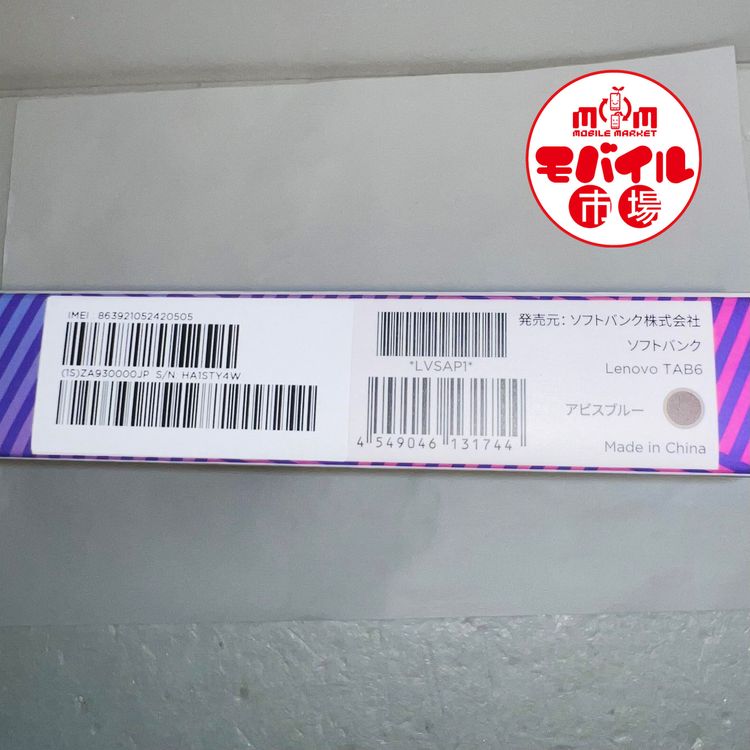 MOBILE MARKET
モバイル
市場
IMEI : 863921052420505
(1S)ZA930000JP S/N HA1STY4W
*LVSAP1*
4 549046 131744
発売元: ソフトバンク株式会社
ソフトバンク
Lenovo TAB6
アビスブルー
Made in China